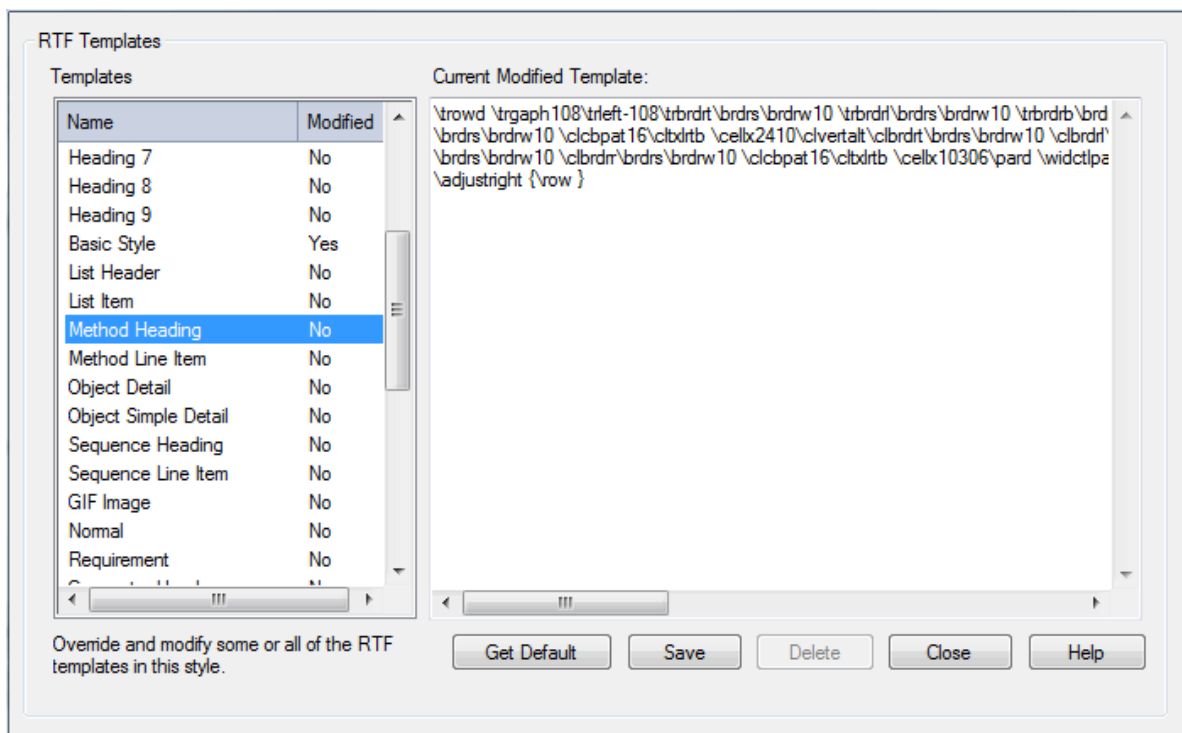 RTF Templates
Templates
Name Modified
Heading 7 No
Heading 8 No
Heading 9 No
Basic Style Yes
List Header No
List Item No
Method Heading No
Method Line Item No
Object Detail No
Object Simple Detail No
Sequence Heading No
Sequence Line Item No
GIF Image No
Normal No
Requirement No
Override and modify some or all of the RTF
templates in this style.
Current Modified Template:
\trowd \trgaph108\trleft-108\trbrdrt\brdrs\brdrw10 \trbrdrl\brdrs\brdrw10 \trbrdrb\brd
\brdrs\brdrw10 \clcbpat16\cltxlrtb \cellx2410\clvertalt\clbrdrt\brdrs\brdrw10 \clbrdrl\
\brdrs\brdrw10 \clbrdrr\brdrs\brdrw10 \clcbpat16\cltxlrtb \cellx10306\pard \widctlpa
\adjustright {\row }
Get Default Save Delete Close Help